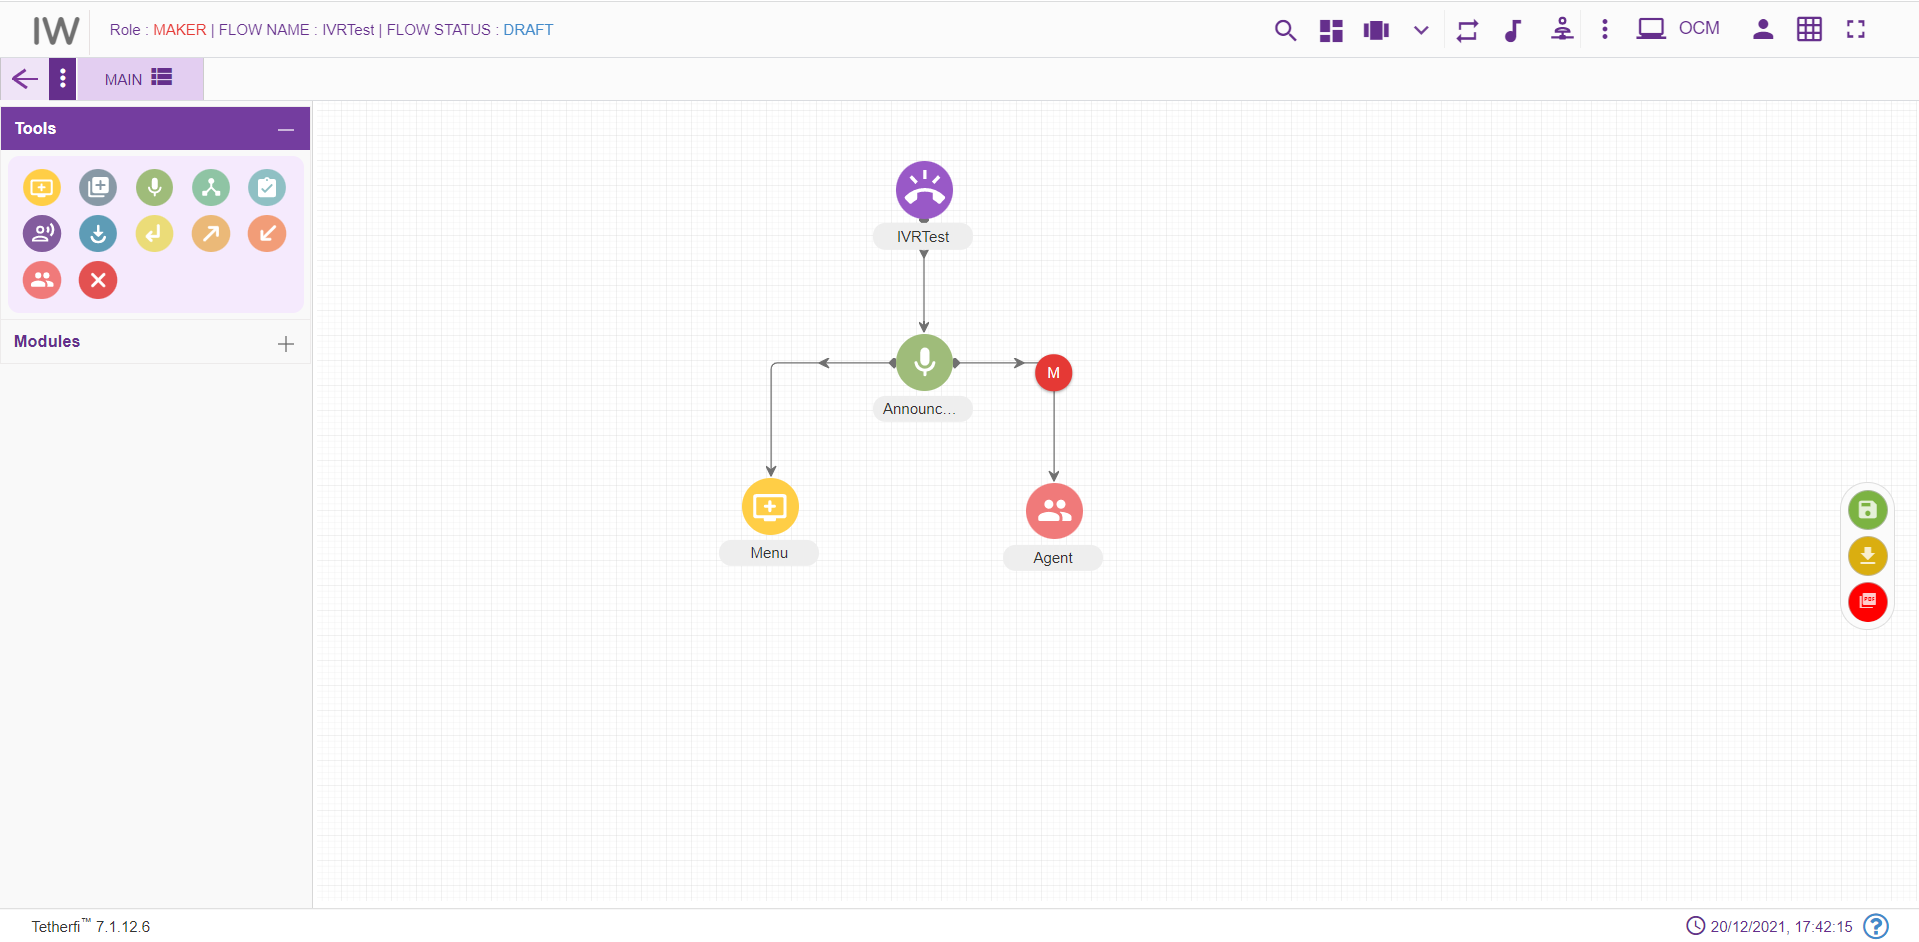 IW
Role : MAKER | FLOW NAME : IVRTest | FLOW STATUS : DRAFT
OCM
MAIN
Tools
Modules
IVRTest
M
Announc...
Menu
Agent
PDF
Tetherfi™ 7.1.12.6
20/12/2021, 17:42:15
?